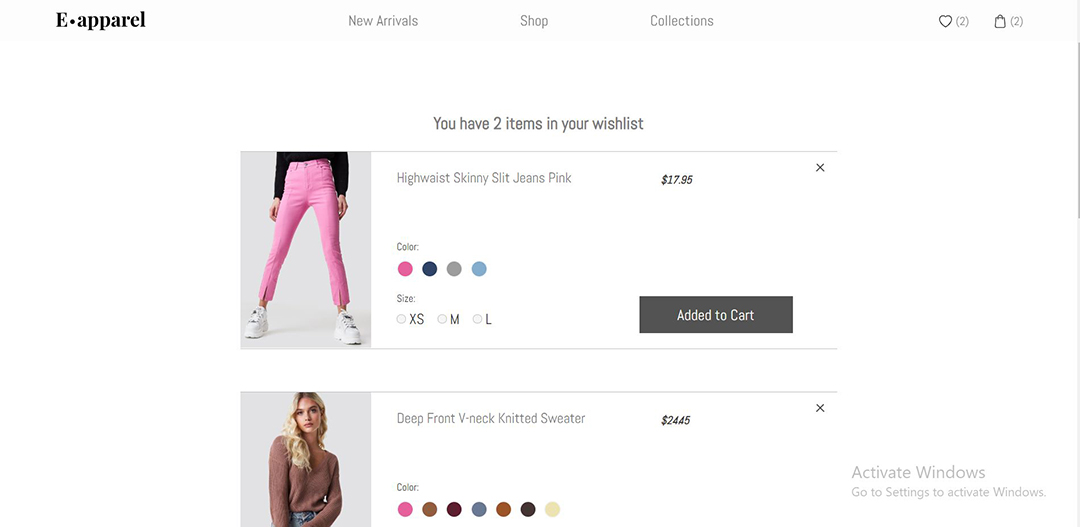 E•apparel New Arrivals Shop Collections (2) (2)
You have 2 items in your wishlist
Highwaist Skinny Slit Jeans Pink $17.95
Color:
Size:
XS M L Added to Cart
Deep Front V-neck Knitted Sweater $24.45
Activate Windows
Color: Go to Settings to activate Windows.